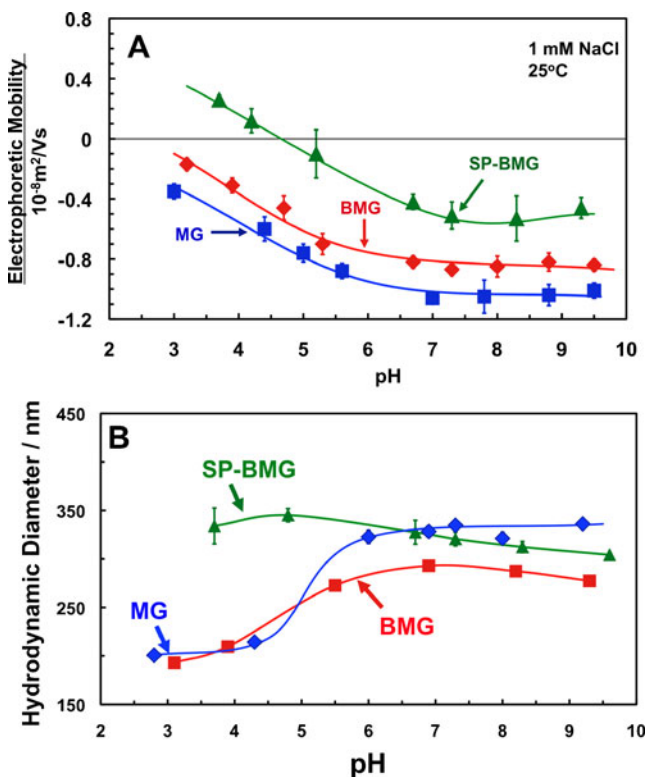 A
1 mM NaCl
25°C
Electrophoretic Mobility
10⁻⁸m²/Vs
0.8
0.4
0
-0.4
-0.8
-1.2
SP-BMG
BMG
MG
2 3 4 5 6 7 8 9 10
pH
B
Hydrodynamic Diameter / nm
450
350
250
150
SP-BMG
MG
BMG
2 3 4 5 6 7 8 9 10
pH